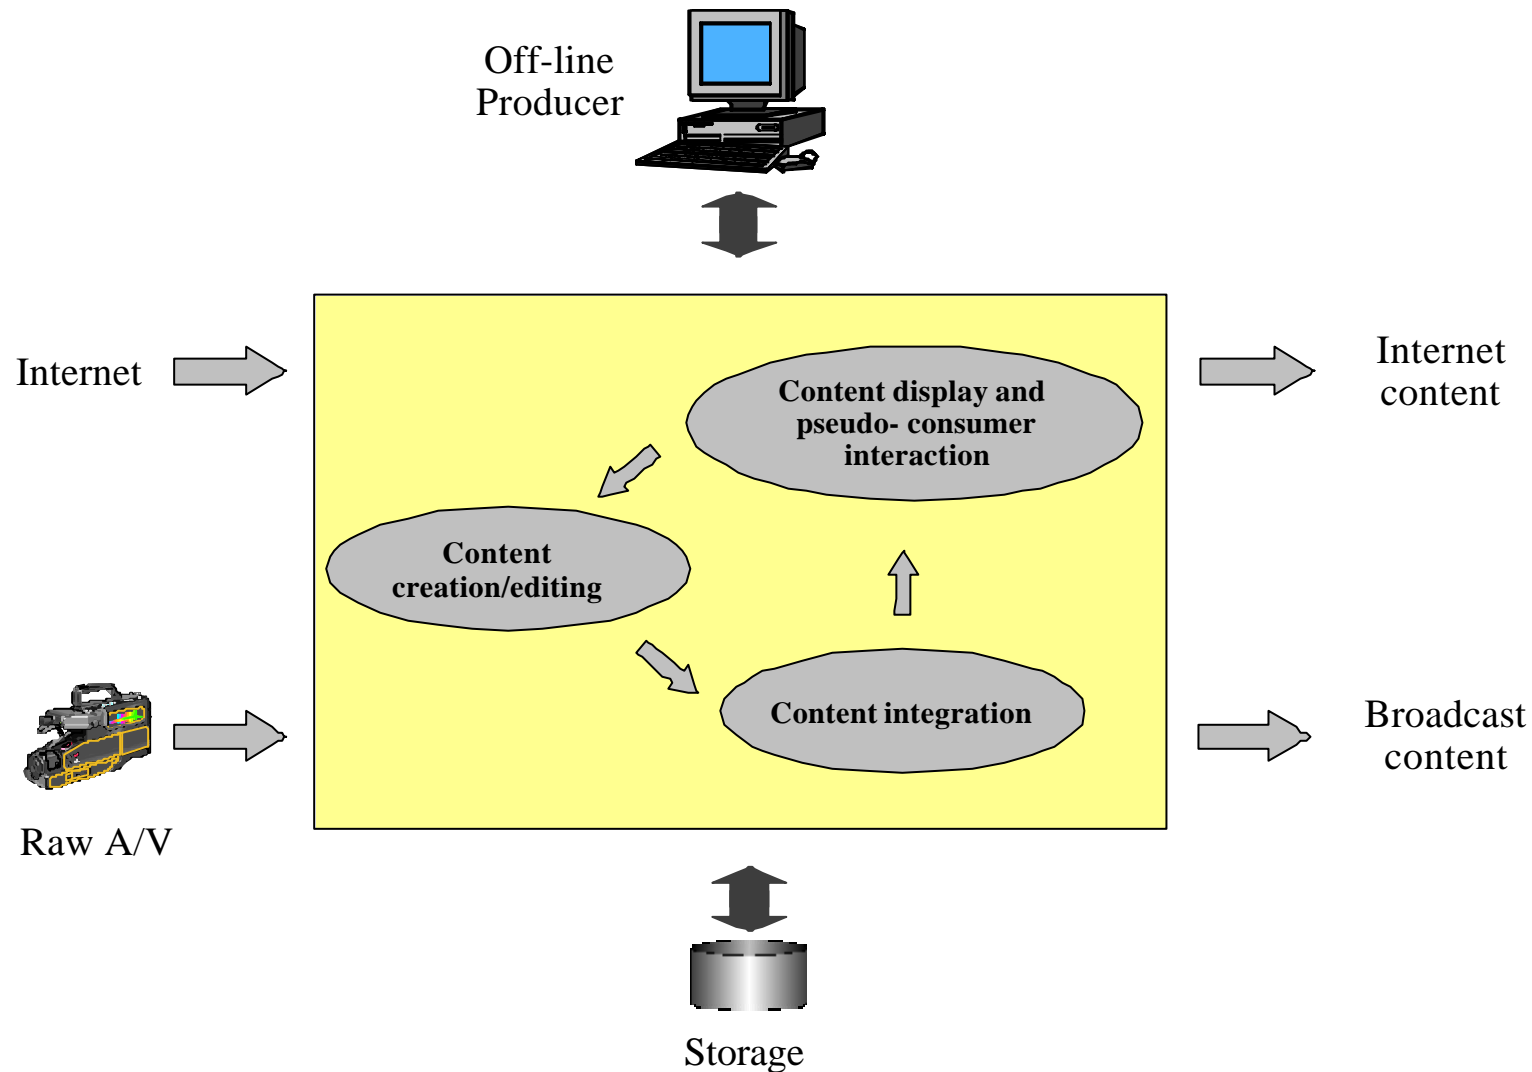 Off-line
Producer
Internet
Content display and
pseudo- consumer
interaction
Internet
content
Content
creation/editing
Content integration
Raw A/V
Broadcast
content
Storage